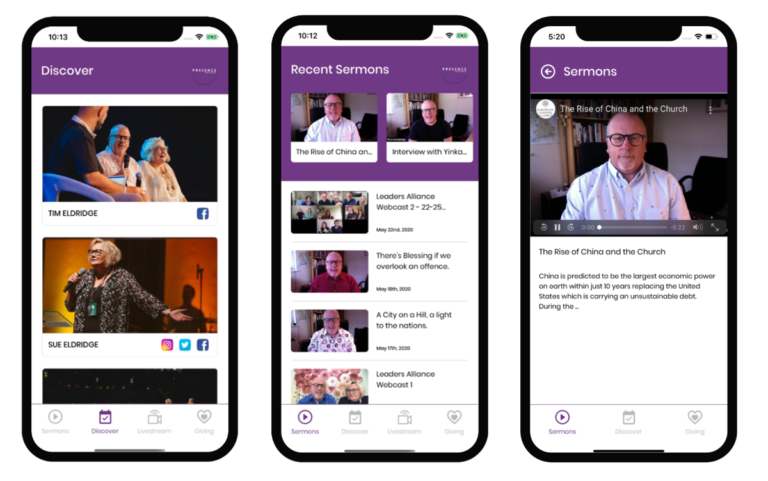 10:13
Discover
PRESENCE
TIM ELDRIDGE
SUE ELDRIDGE
Sermons
Discover
Livestream
Giving
10:12
Recent Sermons
PRESENCE
The Rise of China an...
Interview with Yinka...
Leaders Alliance
Webcast 2 - 22-25...
May 22nd, 2020
There's Blessing if we
overlook an offence.
May 18th, 2020
A City on a Hill, a light
to the nations.
May 17th, 2020
Leaders Alliance
Webcast 1
Sermons
Discover
Livestream
Giving
5:20
Sermons
The Rise of China and the Church
0:00
-5:22
The Rise of China and the Church
China is predicted to be the largest economic power
on earth within just 10 years replacing the United
States which is carrying an unsustainable debt.
During the ...
Sermons
Discover
Giving